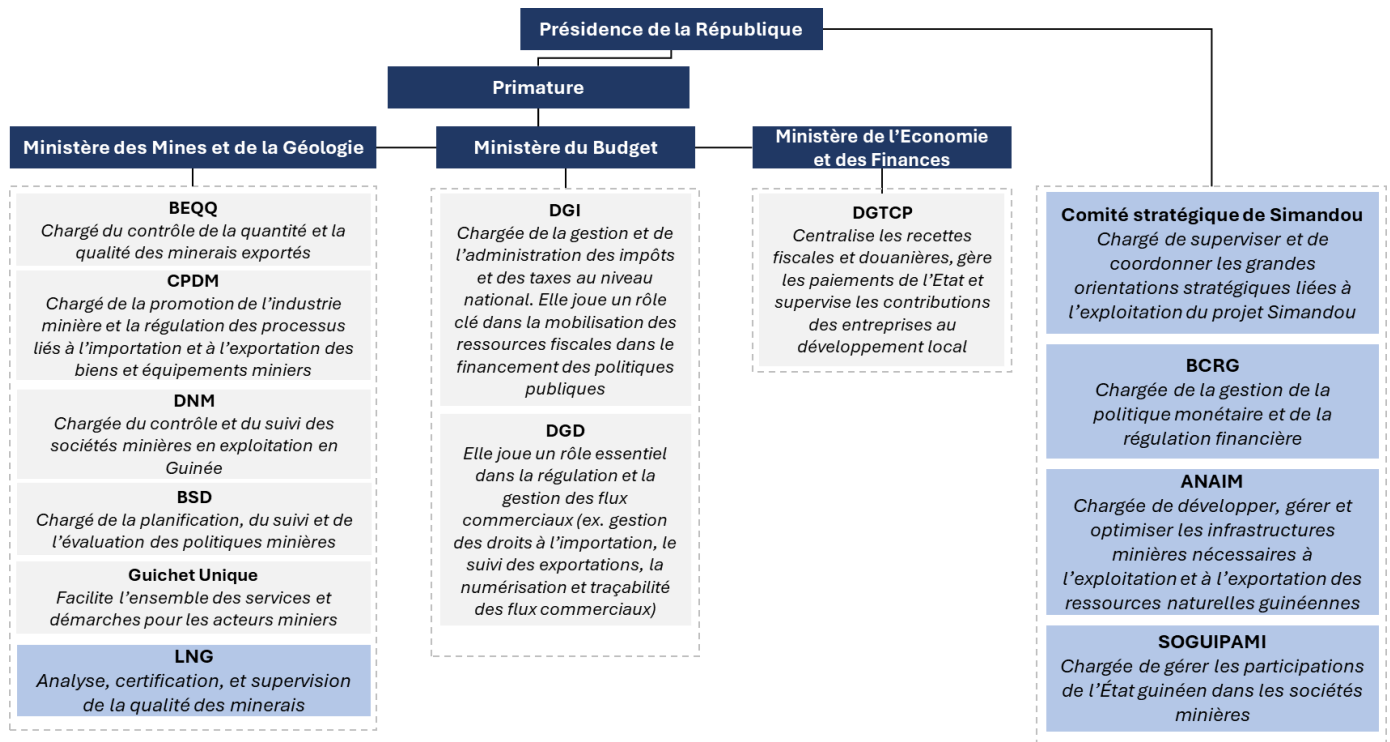 Présidence de la République
Primature
Ministère des Mines et de la Géologie
Ministère du Budget
Ministère de l’Economie
et des Finances
BEQQ
Chargé du contrôle de la quantité et la
qualité des minerais exportés
CPDM
Chargé de la promotion de l’industrie
minière et la régulation des processus
liés à l’importation et à l’exportation des
biens et équipements miniers
DNM
Chargée du contrôle et du suivi des
sociétés minières en exploitation en
Guinée
BSD
Chargé de la planification, du suivi et de
l’évaluation des politiques minières
Guichet Unique
Facilite l’ensemble des services et
démarches pour les acteurs miniers
LNG
Analyse, certification, et supervision
de la qualité des minerais
DGI
Chargée de la gestion et de
l’administration des impôts
et des taxes au niveau
national. Elle joue un rôle
clé dans la mobilisation des
ressources fiscales dans le
financement des politiques
publiques
DGD
Elle joue un rôle essentiel
dans la régulation et la
gestion des flux
commerciaux (ex. gestion
des droits à l’importation, le
suivi des exportations, la
numérisation et traçabilité
des flux commerciaux)
DGTCP
Centralise les recettes
fiscales et douanières, gère
les paiements de l’Etat et
supervise les contributions
des entreprises au
développement local
Comité stratégique de Simandou
Chargé de superviser et de
coordonner les grandes
orientations stratégiques liées à
l’exploitation du projet Simandou
BCRG
Chargée de la gestion de la
politique monétaire et de la
régulation financière
ANAIM
Chargée de développer, gérer et
optimiser les infrastructures
minières nécessaires à
l’exploitation et à l’exportation des
ressources naturelles guinéennes
SOGUIPAMI
Chargée de gérer les participations
de l’État guinéen dans les sociétés
minières